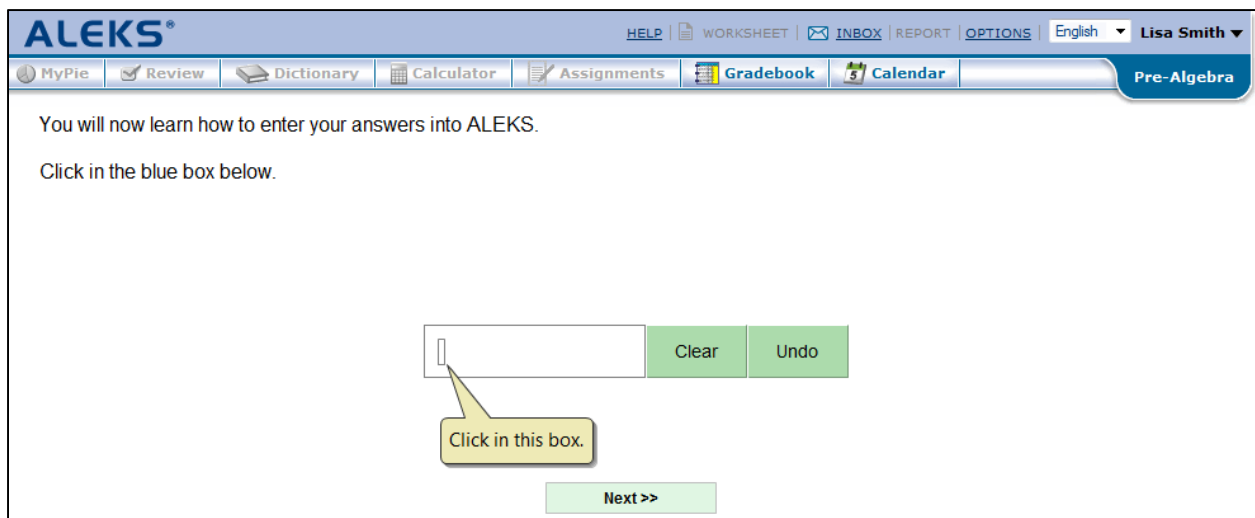 ALEKS®
HELP | WORKSHEET | INBOX | REPORT | OPTIONS | English Lisa Smith
MyPie Review Dictionary Calculator Assignments Gradebook 5 Calendar Pre-Algebra
You will now learn how to enter your answers into ALEKS.
Click in the blue box below.
Clear Undo
Click in this box.
Next >>